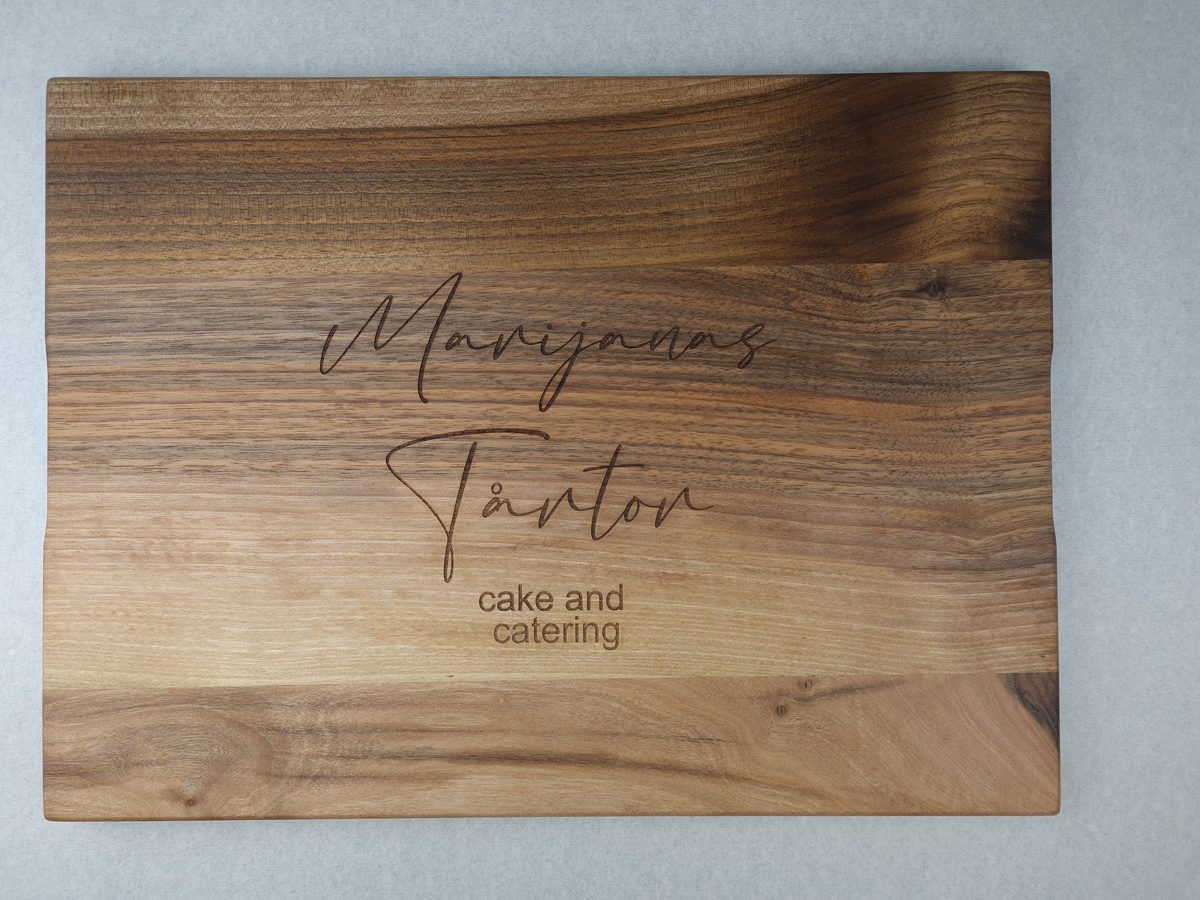 Marijanas
Tårtor
cake and
catering